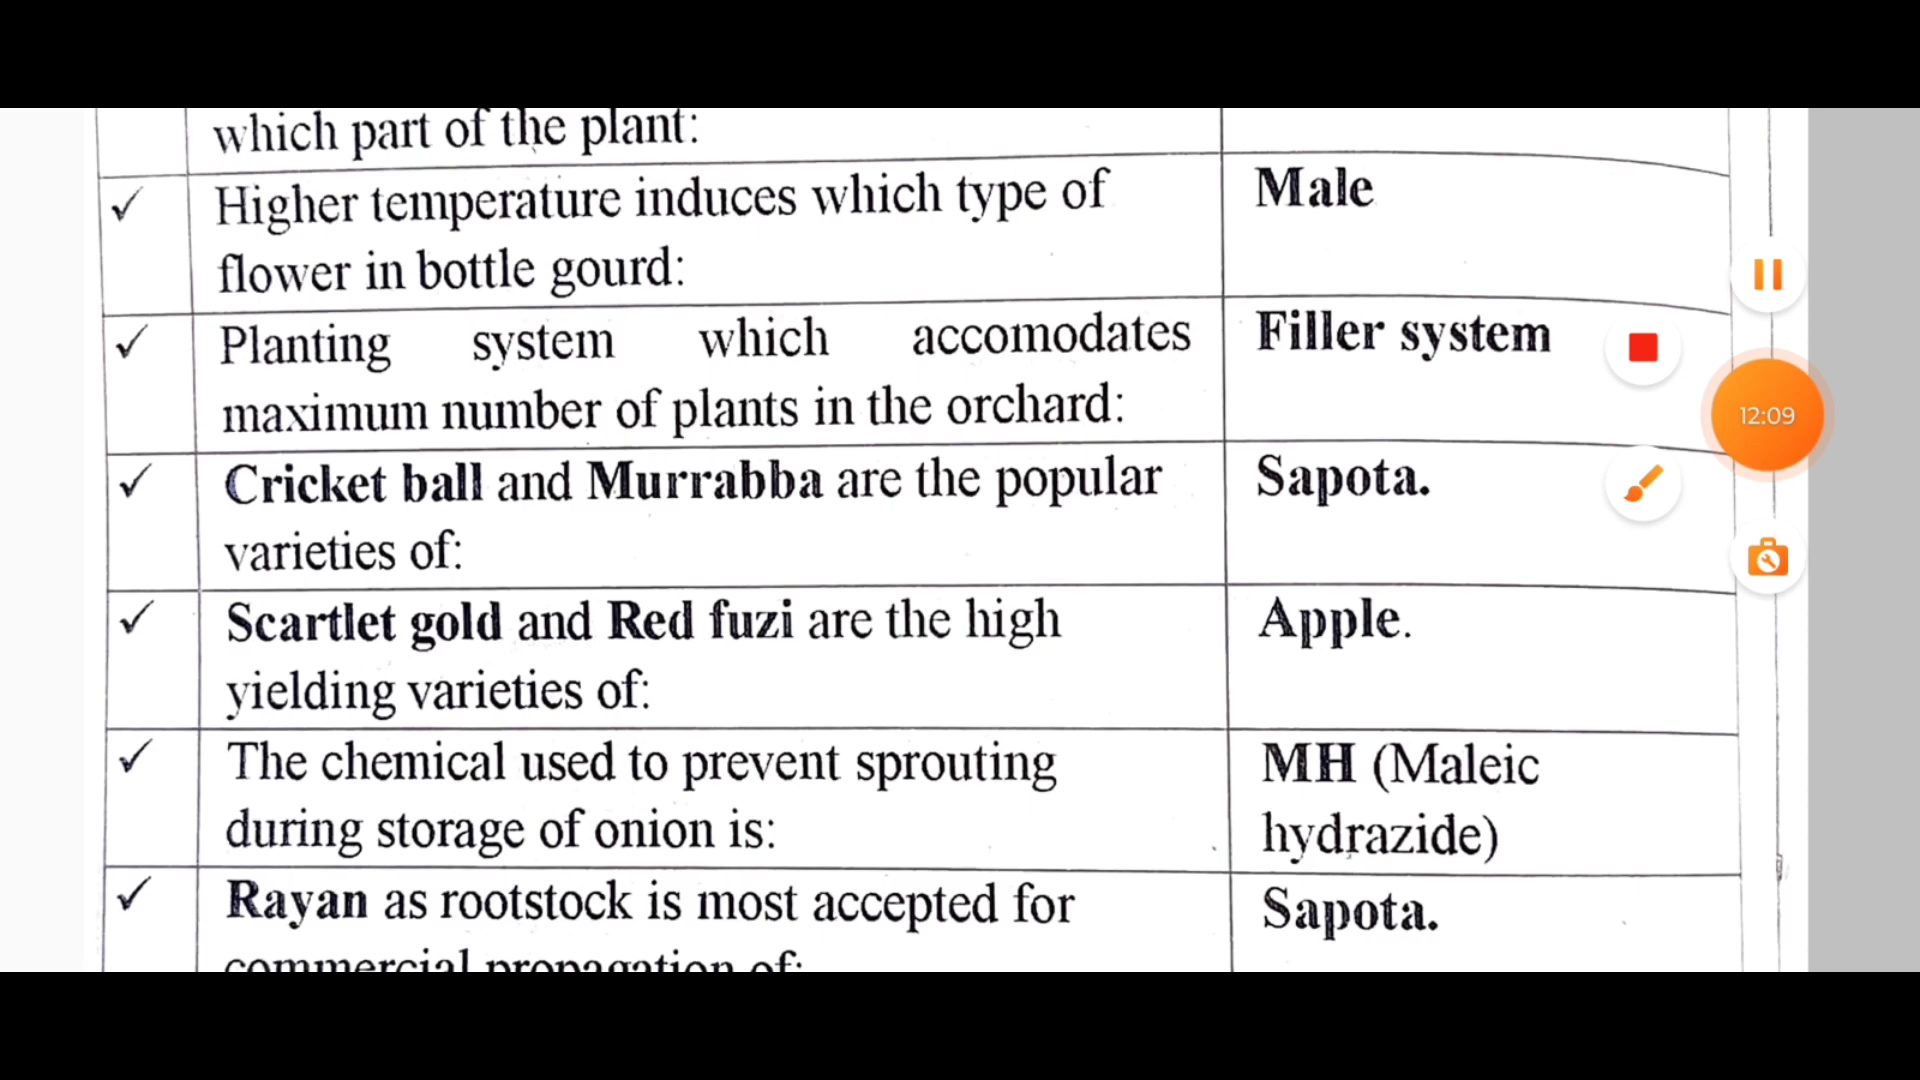 which part of the plant:
✓ Higher temperature induces which type of Male
flower in bottle gourd:
✓ Planting system which accomodates Filler system
maximum number of plants in the orchard:
✓ Cricket ball and Murrabba are the popular Sapota.
varieties of:
✓ Scartlet gold and Red fuzi are the high Apple.
yielding varieties of:
✓ The chemical used to prevent sprouting MH (Maleic
during storage of onion is: hydrazide)
✓ Rayan as rootstock is most accepted for Sapota.
commercial propagation of:
12:09